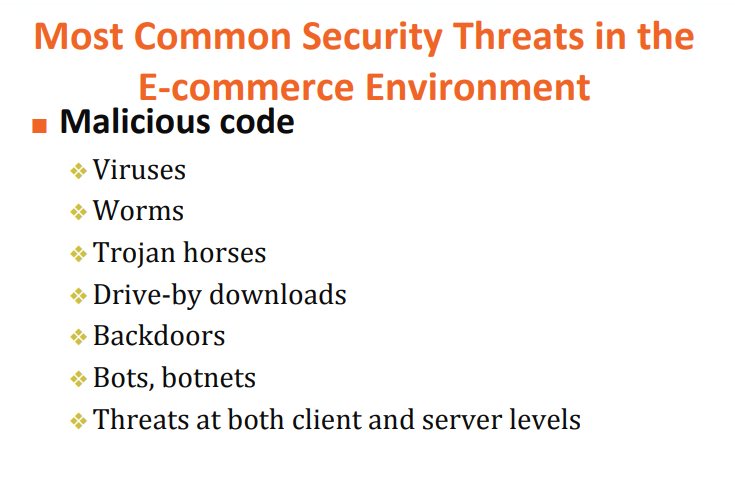 Most Common Security Threats in the
E-commerce Environment
Malicious code
Viruses
Worms
Trojan horses
Drive-by downloads
Backdoors
Bots, botnets
Threats at both client and server levels